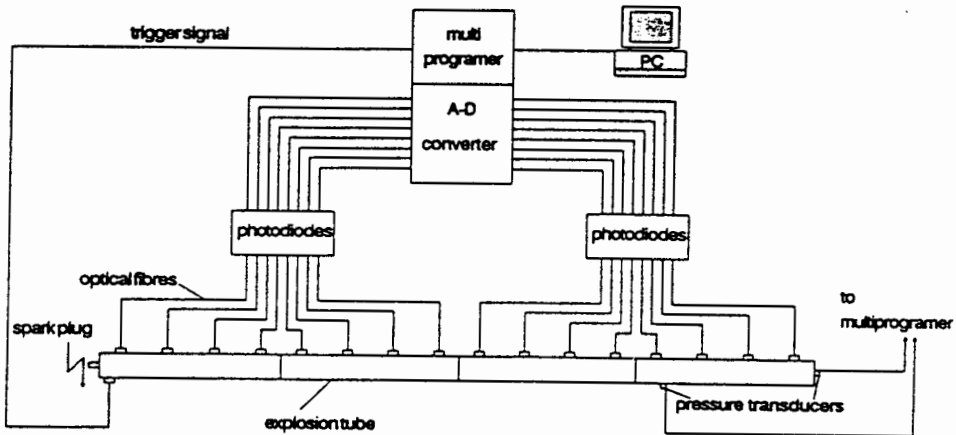 trigger signal
multi
programer
PC
A-D
converter
photodiodes
photodiodes
optical fibres
spark plug
to
multiprogramer
explosion tube
pressure transducers